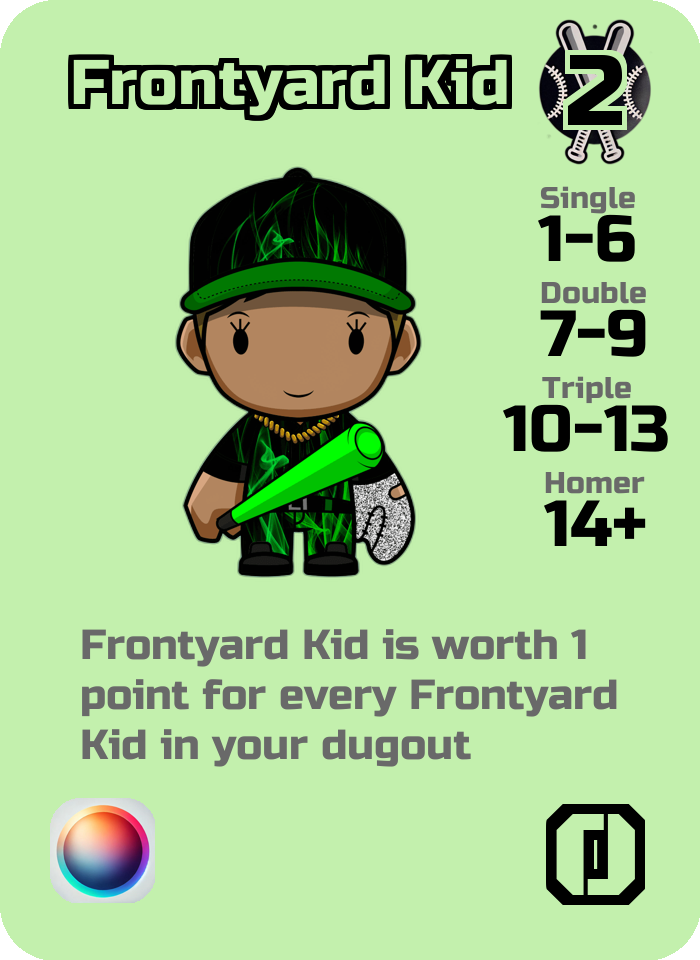 Frontyard Kid
2
Single
1-6
Double
7-9
Triple
10-13
Homer
14+
Frontyard Kid is worth 1
point for every Frontyard
Kid in your dugout